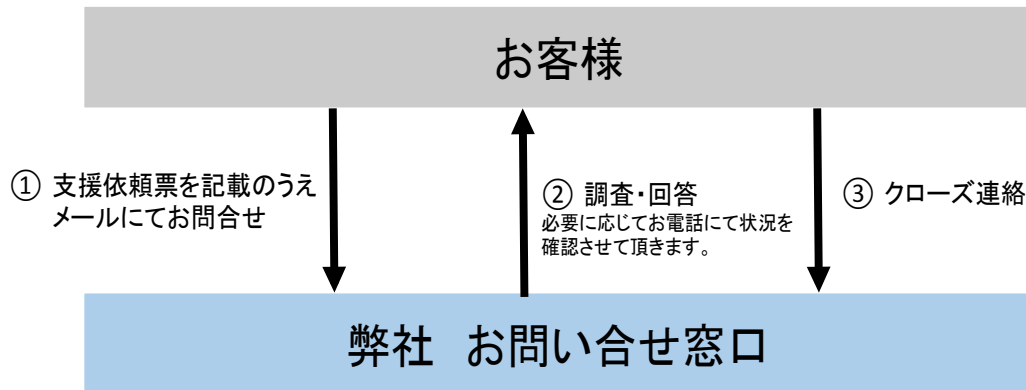 お客様
① 支援依頼票を記載のうえ
メールにてお問合せ
② 調査・回答
必要に応じてお電話にて状況を
確認させて頂きます。
③ クローズ連絡
弊社 お問い合せ窓口